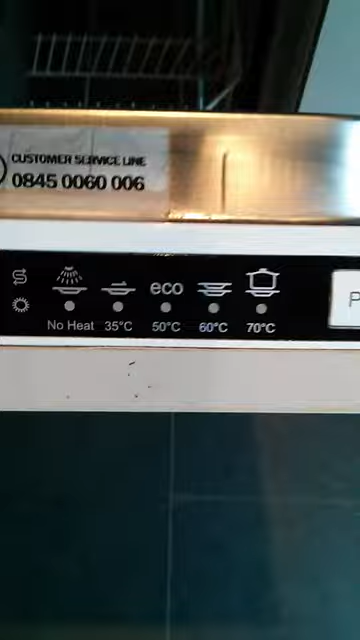 CUSTOMER SERVICE LINE
0845 0060 006
eco
No Heat 35°C 50°C 60°C 70°C
P